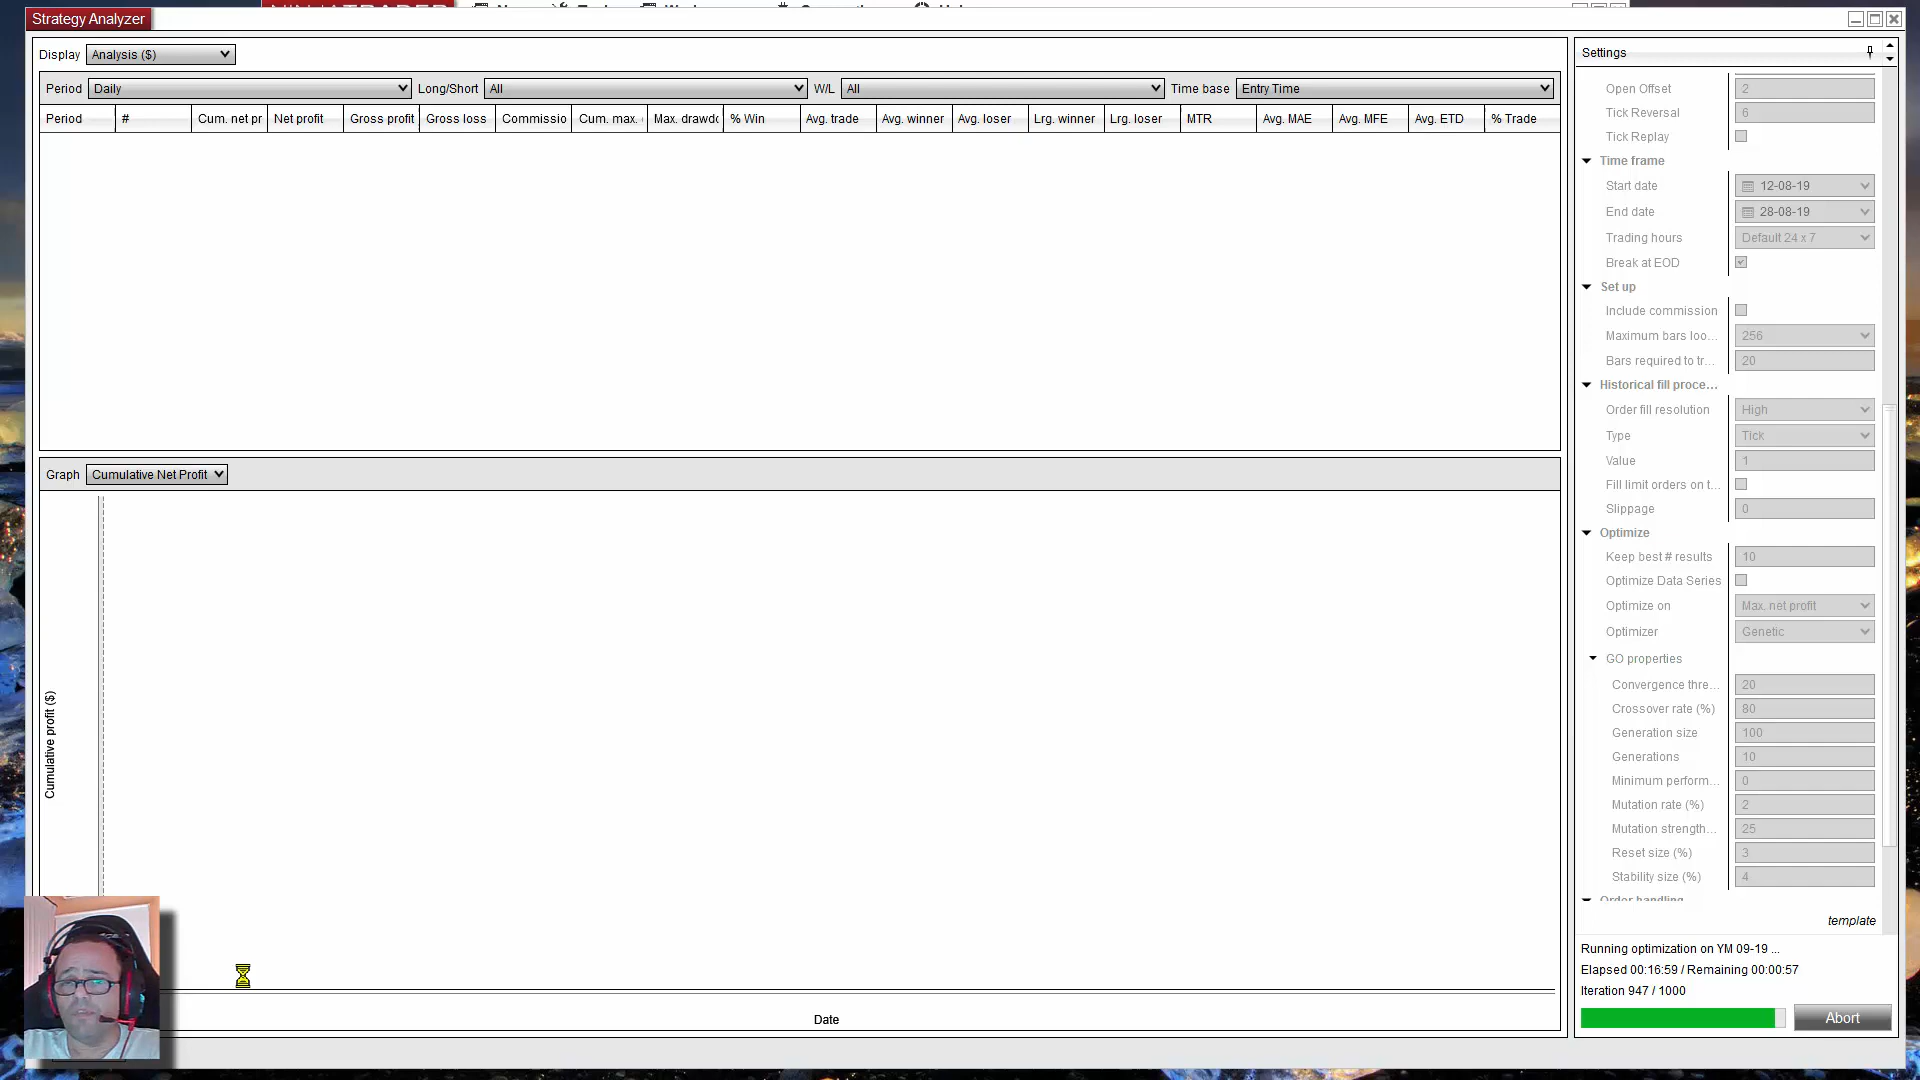 Strategy Analyzer
Display Analysis ($)
Period Daily Long/Short All W/L All Time base Entry Time
Period # Cum. net pr Net profit Gross profit Gross loss Commissio Cum. max. Max. drawdo % Win Avg. trade Avg. winner Avg. loser Lrg. winner Lrg. loser MTR Avg. MAE Avg. MFE Avg. ETD % Trade
Graph Cumulative Net Profit
Cumulative profit ($)
Date
Settings
Open Offset 2
Tick Reversal 6
Tick Replay
Time frame
Start date 12-08-19
End date 28-08-19
Trading hours Default 24 x 7
Break at EOD
Set up
Include commission
Maximum bars loo... 256
Bars required to tr... 20
Historical fill proce...
Order fill resolution High
Type Tick
Value 1
Fill limit orders on t...
Slippage 0
Optimize
Keep best # results 10
Optimize Data Series
Optimize on Max. net profit
Optimizer Genetic
GO properties
Convergence thre... 20
Crossover rate (%) 80
Generation size 100
Generations 10
Minimum perform... 0
Mutation rate (%) 2
Mutation strength... 25
Reset size (%) 3
Stability size (%) 4
Order handling
template
Running optimization on YM 09-19 ...
Elapsed 00:16:59 / Remaining 00:00:57
Iteration 947 / 1000
Abort